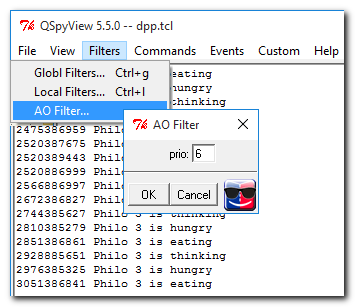 QSpyView 5.5.0 -- dpp.tcl
File View Filters Commands Events Custom Help
Globl Filters... Ctrl+g eating
Local Filters... Ctrl+l hungry
AO Filter... thinking
2475386959 Philo
2520387675 Philo
2520389443 Philo
2520889999 Philo
2566886997 Philo
2672386827 Philo
2744385627 Philo 3 is thinking
2810385279 Philo 3 is hungry
2851386861 Philo 3 is eating
2928885651 Philo 3 is thinking
2976385325 Philo 3 is hungry
3051386841 Philo 3 is eating
AO Filter
prio: 6
OK Cancel